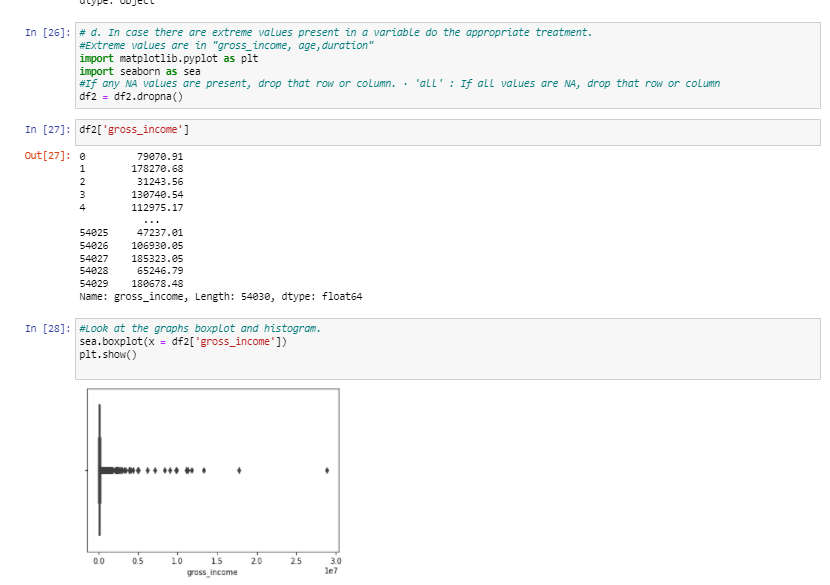 dtype: object
In [26]: # d. In case there are extreme values present in a variable do the appropriate treatment.
#Extreme values are in "gross_income, age,duration"
import matplotlib.pyplot as plt
import seaborn as sea
#If any NA values are present, drop that row or column. · 'all' : If all values are NA, drop that row or column
df2 = df2.dropna()
In [27]: df2['gross_income']
Out[27]: 0 79070.91
1 178270.68
2 31243.56
3 130740.54
4 112975.17
...
54025 47237.01
54026 106930.05
54027 185323.05
54028 65246.79
54029 180678.48
Name: gross_income, Length: 54030, dtype: float64
In [28]: #Look at the graphs boxplot and histogram.
sea.boxplot(x = df2['gross_income'])
plt.show()
0.0 0.5 1.0 1.5 2.0 2.5 3.0
gross_income 1e7